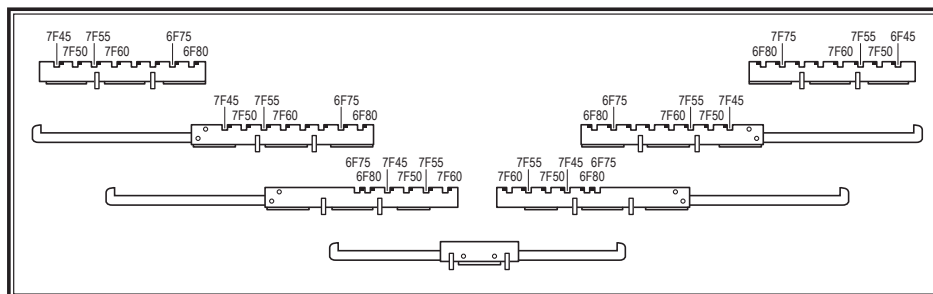 7F45 7F55 6F75
7F50 7F60 6F80
7F75 7F55 6F45
6F80 7F60 7F50
7F45 7F55 6F75
7F50 7F60 6F80
6F75 7F55 7F45
6F80 7F60 7F50
6F75 7F45 7F55
6F80 7F50 7F60
7F55 7F45 6F75
7F60 7F50 6F80